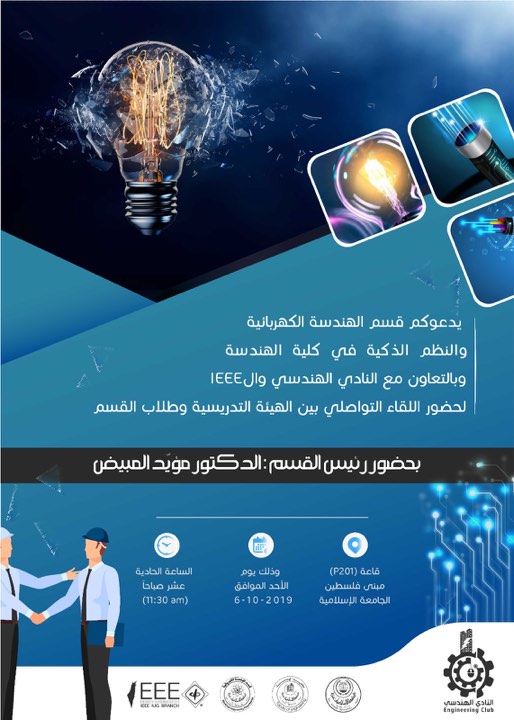 يدعوكم قسم الهندسة الكهربائية
والنظم الذكية في كلية الهندسة
وبالتعاون مع النادي الهندسي والIEEE
لحضور اللقاء التواصلي بين الهيئة التدريسية وطلاب القسم
بحضور رئيس القسم : الدكتور مؤيد المبيض
قاعة (P201)
مبنى فلسطين
الجامعة الإسلامية
وذلك يوم
الأحد الموافق
6-10-2019
الساعة الحادية
عشر صباحاً
(11:30 am)
IEEE
IEEE IUG BRANCH
النادي الهندسي
Engineering Club